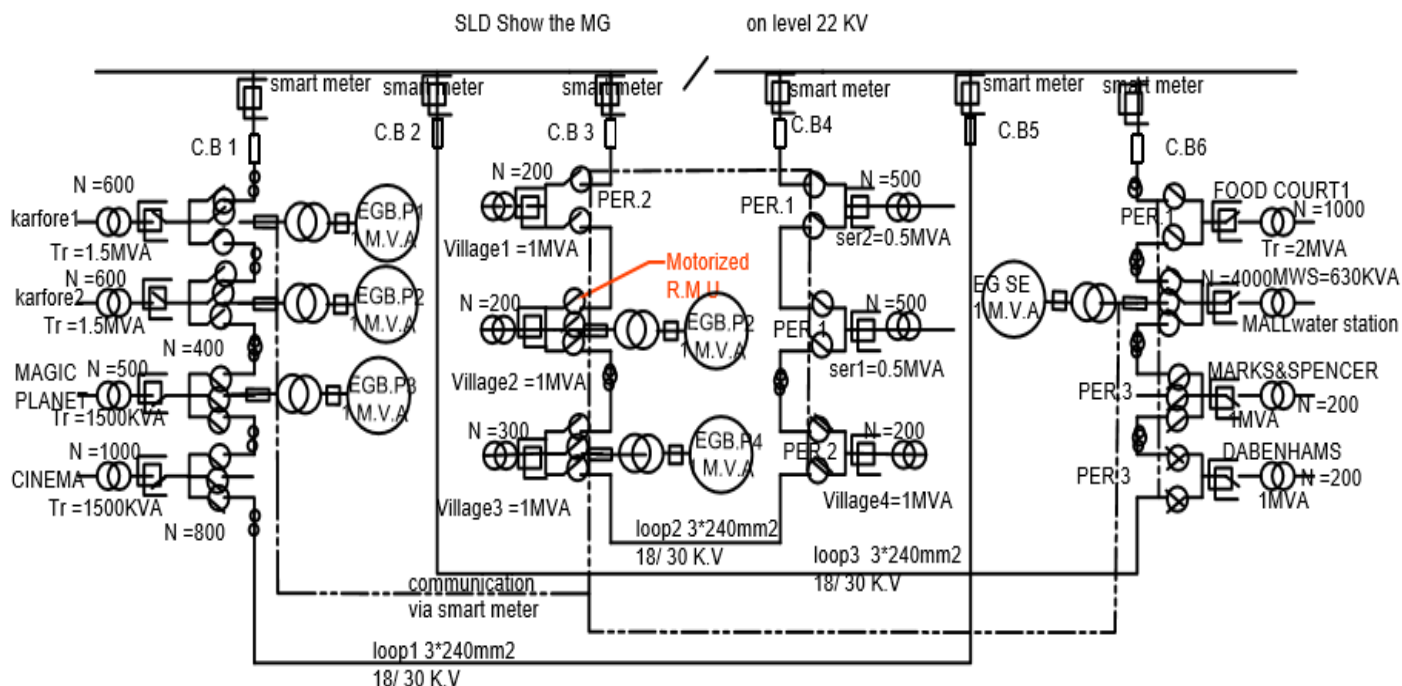 SLD Show the MG on level 22 KV
smart meter
smart meter
smart meter
smart meter
smart meter
C.B 1
C.B 2
C.B 3
C.B4
C.B5
C.B6
N =600
karfore1
Tr =1.5MVA
EGB.P1
1 M.V.A
N =600
karfore2
Tr =1.5MVA
EGB.P2
1 M.V.A
N =400
MAGIC
PLANET
N =500
Tr =1500KVA
EGB.P3
1 M.V.A
N =1000
CINEMA
Tr =1500KVA
N =800
N =200
PER.2
Village1 =1MVA
Motorized
R.M.U
N =200
EGB.P2
1 M.V.A
Village2 =1MVA
N =300
EGB.P4
1 M.V.A
Village3 =1MVA
N =500
PER.1
ser2=0.5MVA
N =500
PER.1
ser1=0.5MVA
N =200
PER.2
Village4=1MVA
FOOD COURT1
PER.1
N =1000
Tr =2MVA
EG SE
1 M.V.A
N =4000MWS=630KVA
MALLwater station
MARKS&SPENCER
PER.3
1MVA
N =200
DABENHAMS
PER.3
N =200
1MVA
loop2 3*240mm2
18/ 30 K.V
loop3 3*240mm2
18/ 30 K.V
communication
via smart meter
loop1 3*240mm2
18/ 30 K.V